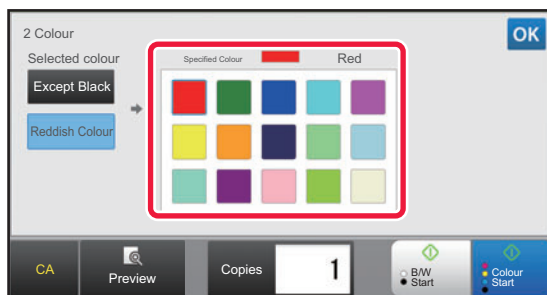 2 Colour
OK
Selected colour
Specified Colour
Red
Except Black
Reddish Colour
CA
Preview
Copies
1
B/W
Start
Colour
Start